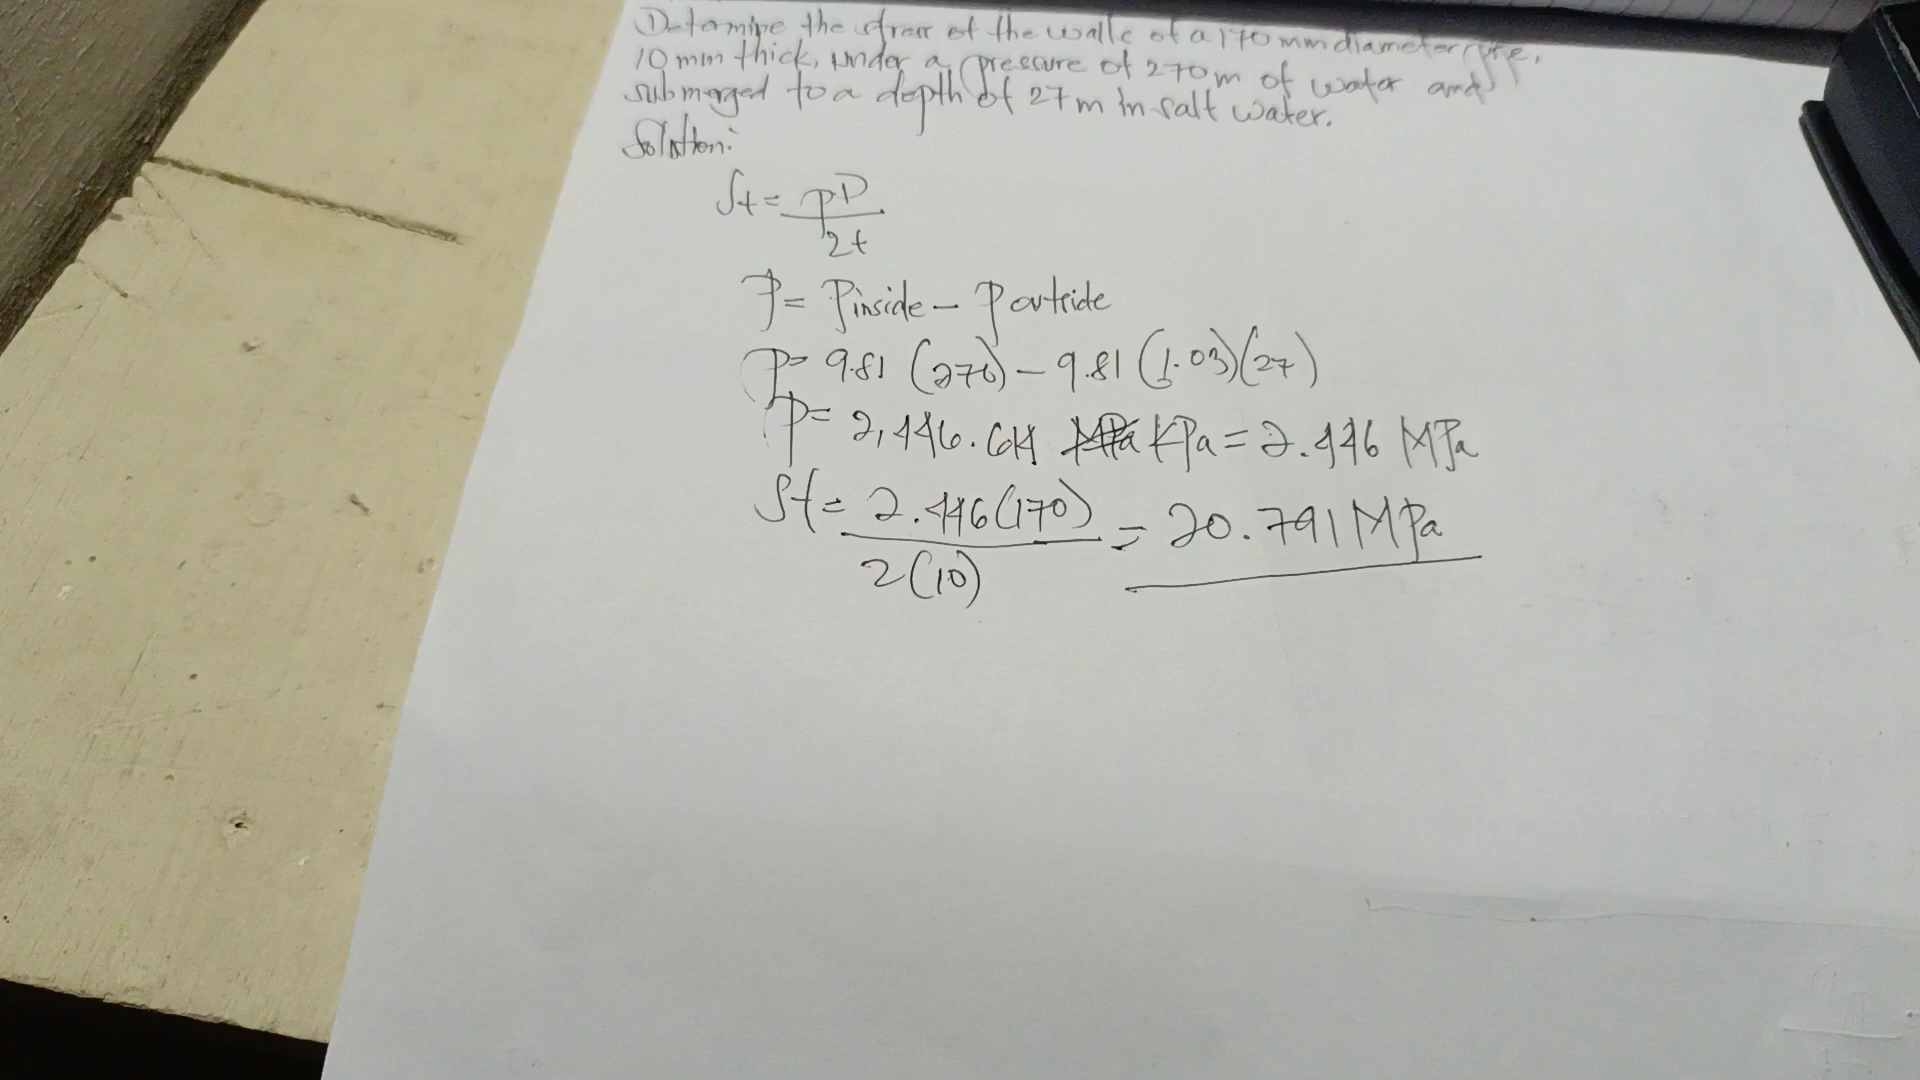 Determine the stress of the walls of a 170 mm diameter pipe,
10 mm thick, under a pressure of 270 m of water and
submerged to a depth of 27 m in salt water.
Solution:
St = pD / 2t
P = Pinside - Poutside
P = 9.81 (270) - 9.81 (1.03)(27)
P = 2,446.614 KPa = 2.446 MPa
St = 2.446(170) / 2(10) = 20.791 MPa